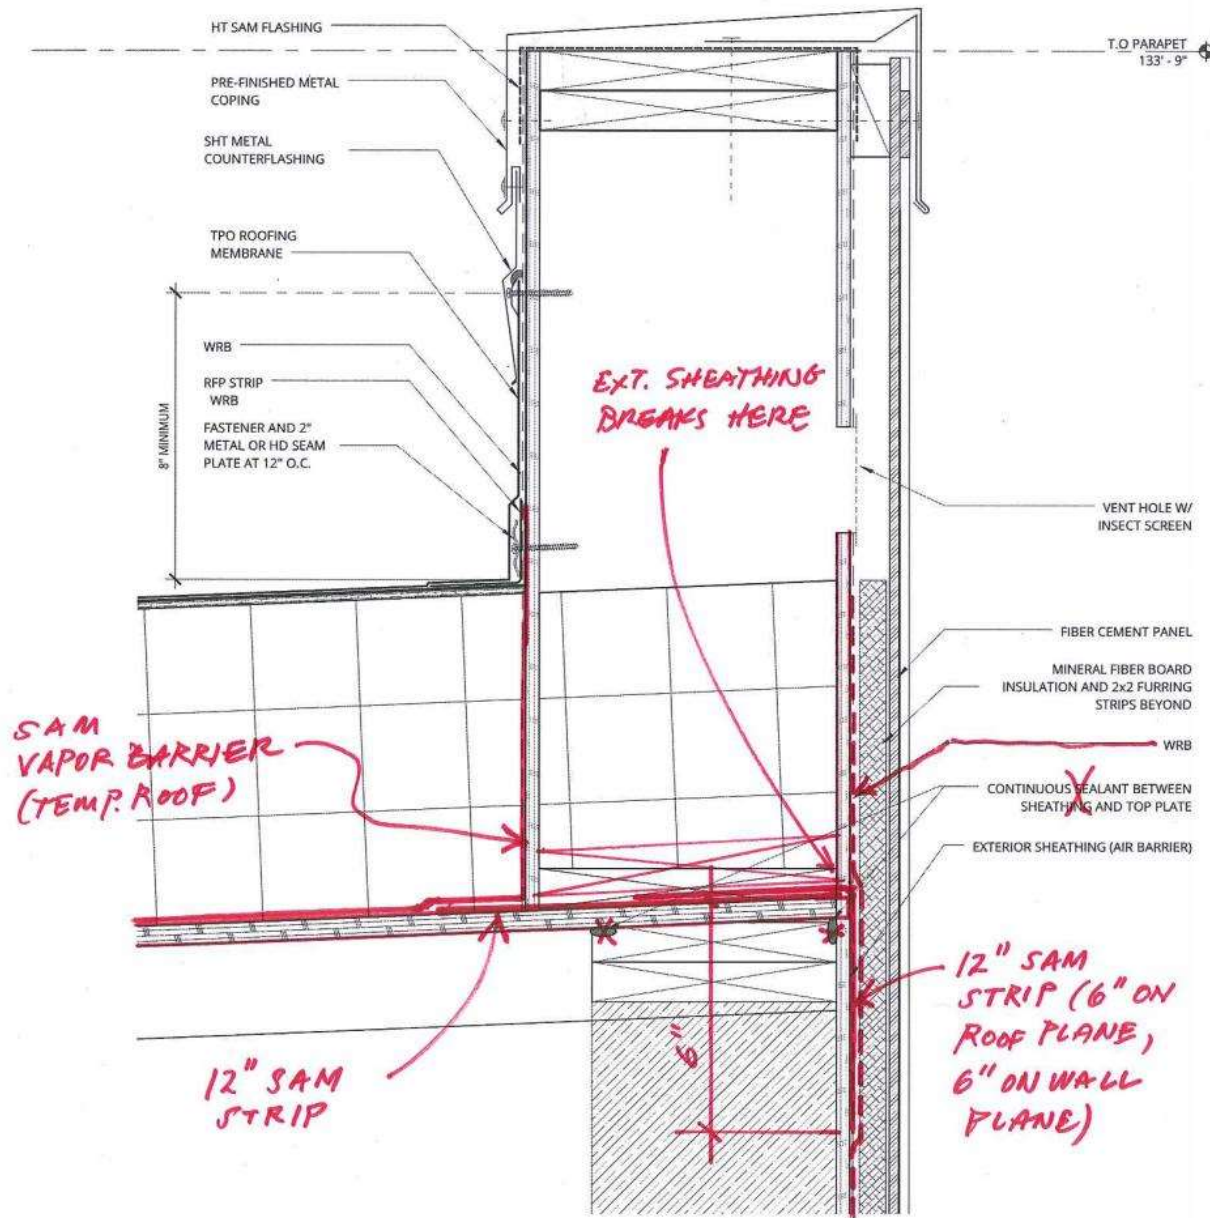 HT SAM FLASHING
PRE-FINISHED METAL
COPING
SHT METAL
COUNTERFLASHING
TPO ROOFING
MEMBRANE
WRB
RFP STRIP
WRB
FASTENER AND 2"
METAL OR HD SEAM
PLATE AT 12" O.C.
8" MINIMUM
T.O PARAPET
133' - 9"
EXT. SHEATHING
BREAKS HERE
VENT HOLE W/
INSECT SCREEN
FIBER CEMENT PANEL
MINERAL FIBER BOARD
INSULATION AND 2x2 FURRING
STRIPS BEYOND
WRB
CONTINUOUS SEALANT BETWEEN
SHEATHING AND TOP PLATE
EXTERIOR SHEATHING (AIR BARRIER)
SAM
VAPOR BARRIER
(TEMP. ROOF)
12" SAM
STRIP
6"
12" SAM
STRIP (6" ON
ROOF PLANE,
6" ON WALL
PLANE)